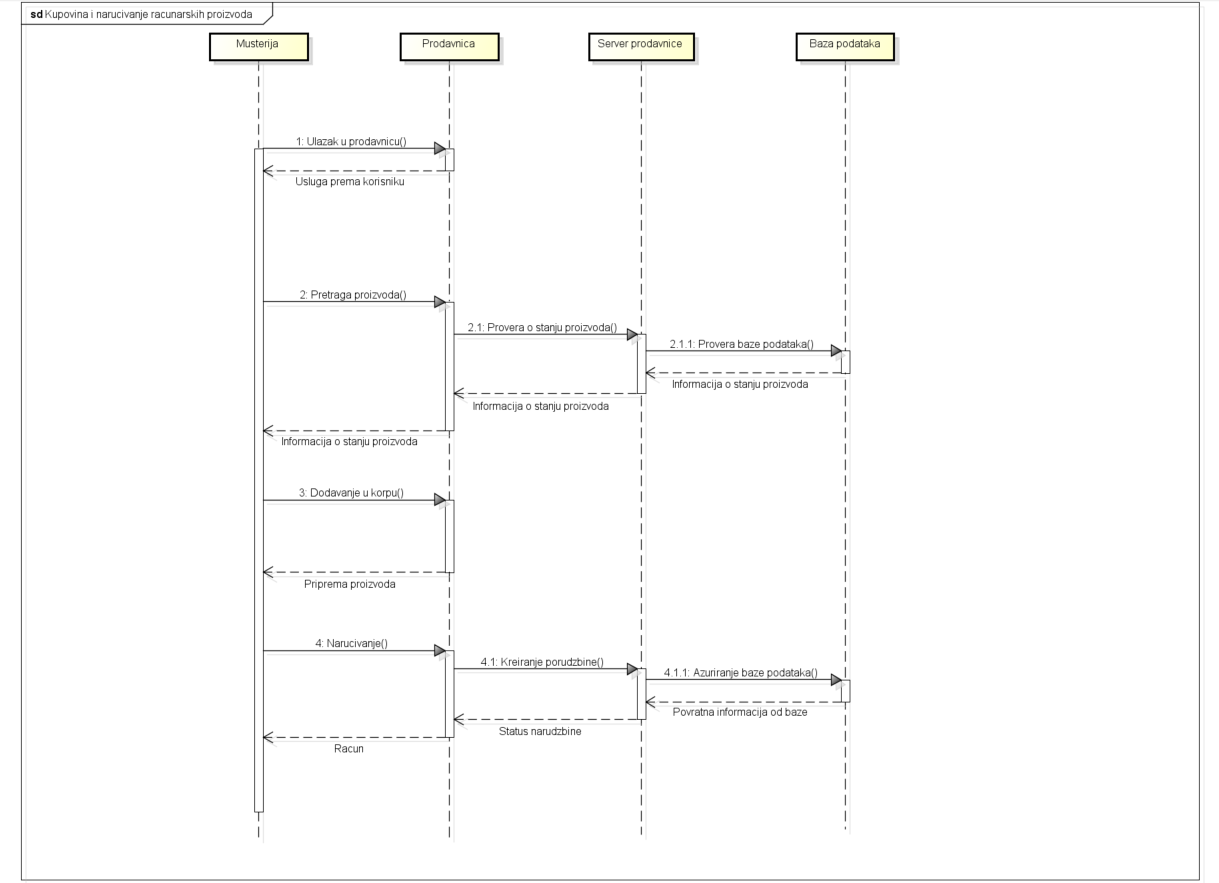 sd Kupovina i narucivanje racunarskih proizvoda
Musterija
Prodavnica
Server prodavnice
Baza podataka
1: Ulazak u prodavnicu()
Usluga prema korisniku
2: Pretraga proizvoda()
2.1: Provera o stanju proizvoda()
2.1.1: Provera baze podataka()
Informacija o stanju proizvoda
Informacija o stanju proizvoda
Informacija o stanju proizvoda
3: Dodavanje u korpu()
Priprema proizvoda
4: Narucivanje()
4.1: Kreiranje porudzbine()
4.1.1: Azuriranje baze podataka()
Povratna informacija od baze
Status narudzbine
Racun